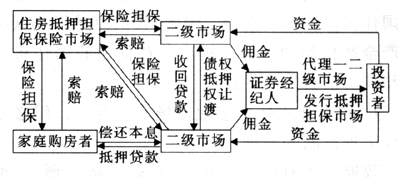 住房抵押担
保保险市场
保险担保
索赔
二级市场
资金
保险担保
索赔
索赔
保险
担保
收回贷款
债权抵押权让渡
佣金
佣金
证券经
纪人
代理一二
级市场
发行抵押
担保市场
投资者
家庭购房者
偿还本息
抵押贷款
二级市场
资金